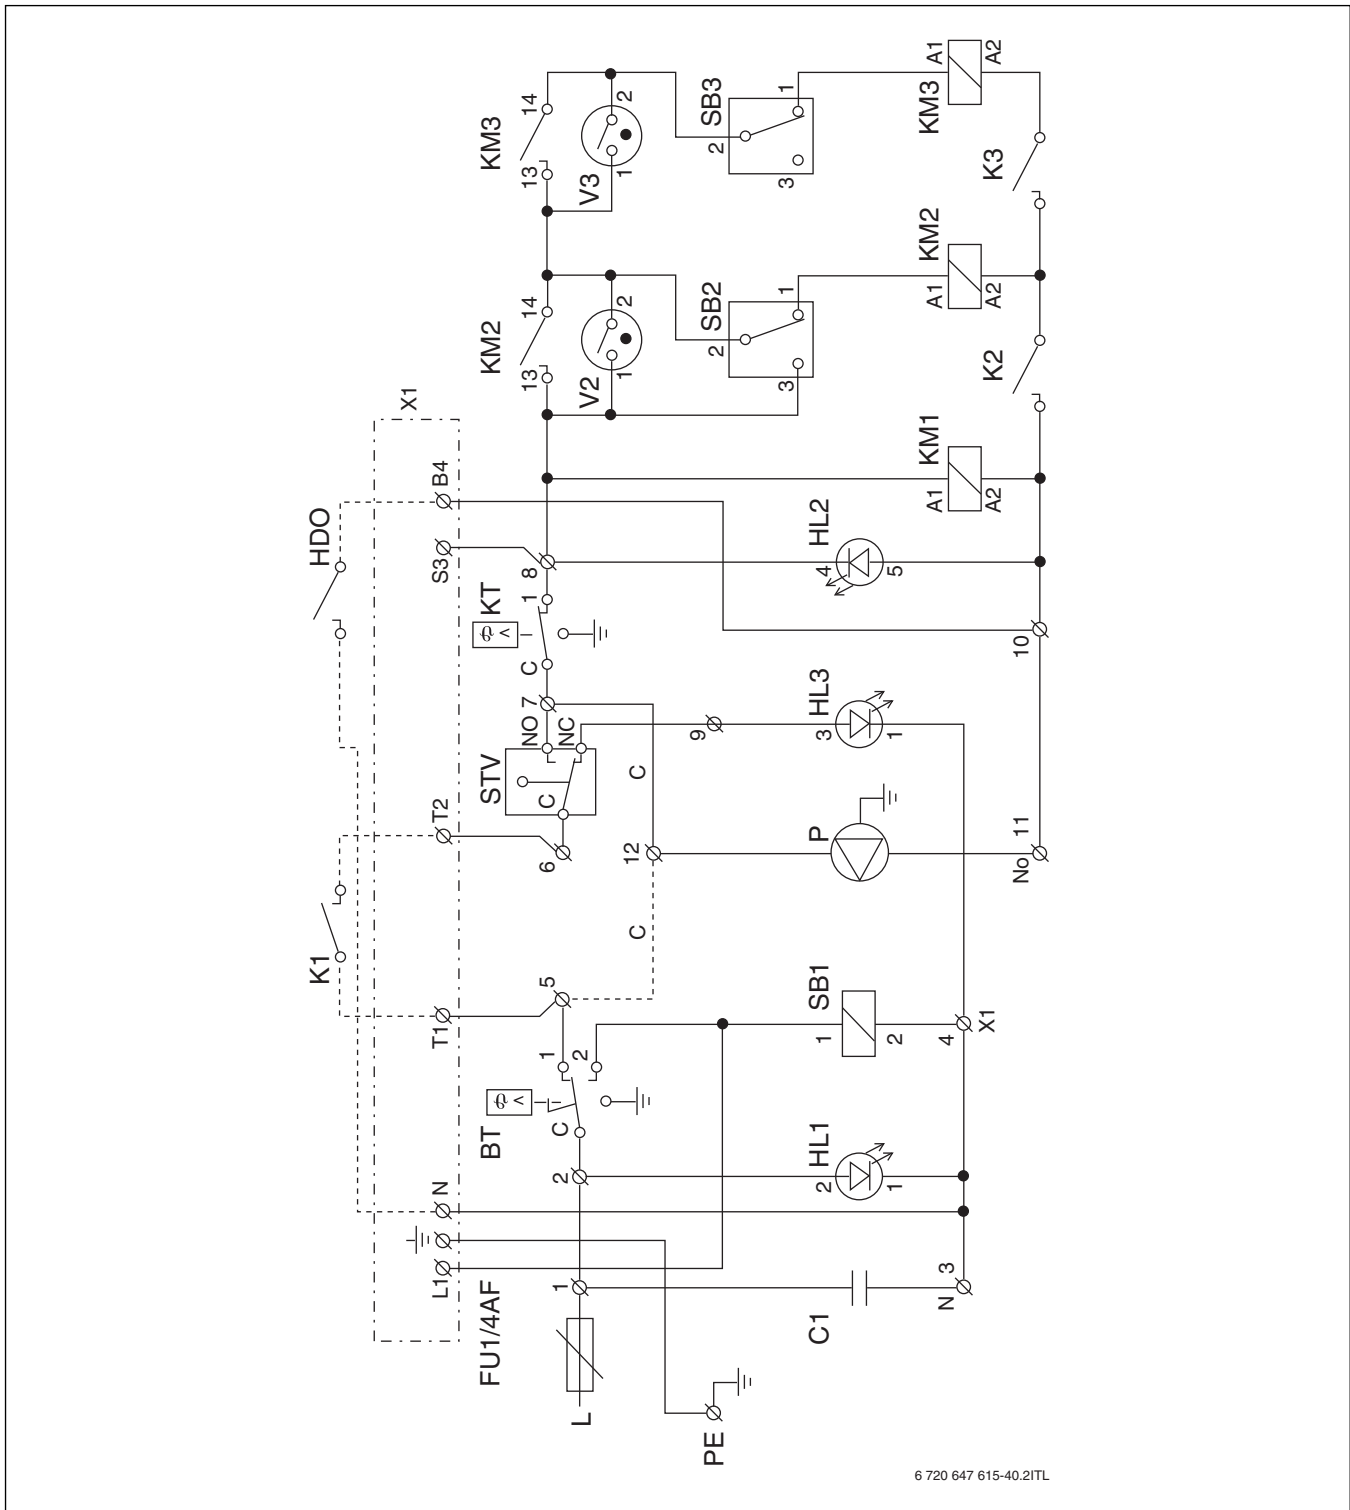 KM3
14
13
2
V3
1
SB3
1
2
3
A1
A2
KM3
K3
KM2
14
13
2
V2
1
SB2
1
2
3
KM2
A1
A2
K2
X1
KM1
A1
A2
B4
S3
HDO
8
1
KT
ϑ >
C
HL2
4
5
10
NO 7
NC
STV
C
9
HL3
3
1
C
T2
6
12
P
No 11
K1
C
T1
5
1
2
SB1
1
2
4
X1
BT
ϑ >
C
2
HL1
2
1
N
L1
FU1/4AF
1
C1
N
3
L
PE
6 720 647 615-40.2ITL